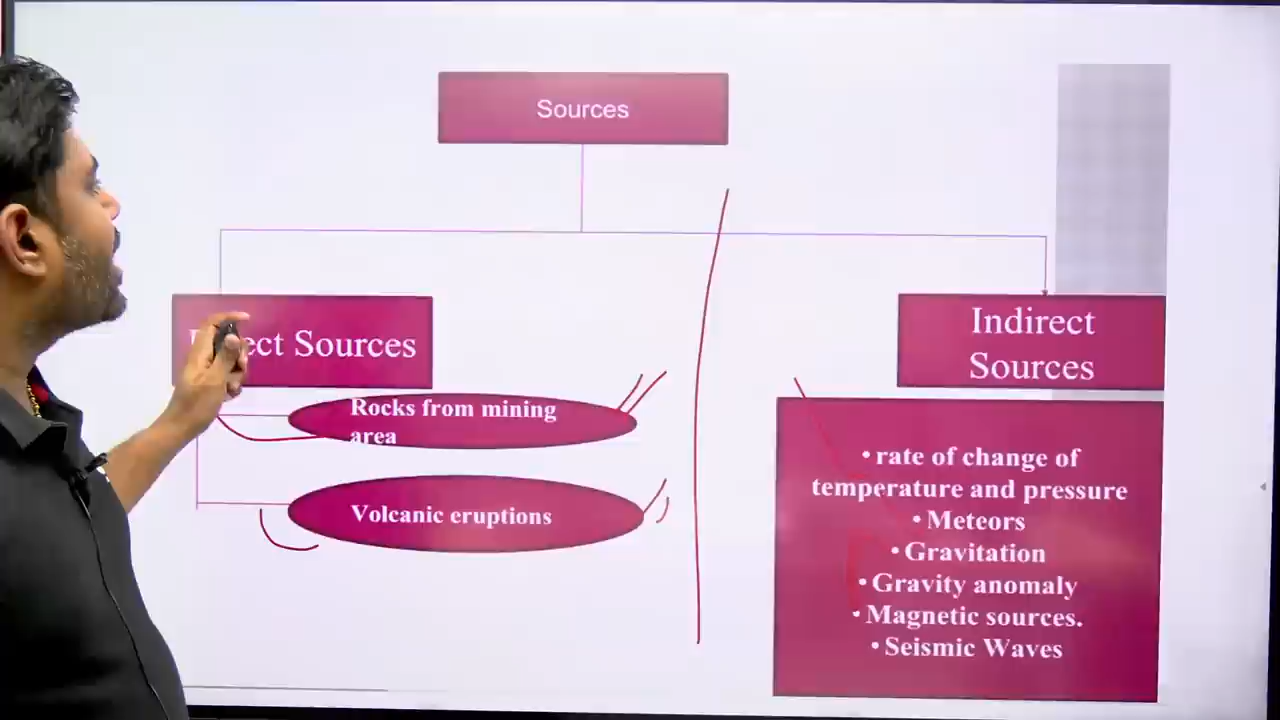 Sources
ect Sources
Rocks from mining
area
Volcanic eruptions
Indirect
Sources
• rate of change of
temperature and pressure
• Meteors
• Gravitation
• Gravity anomaly
• Magnetic sources.
• Seismic Waves